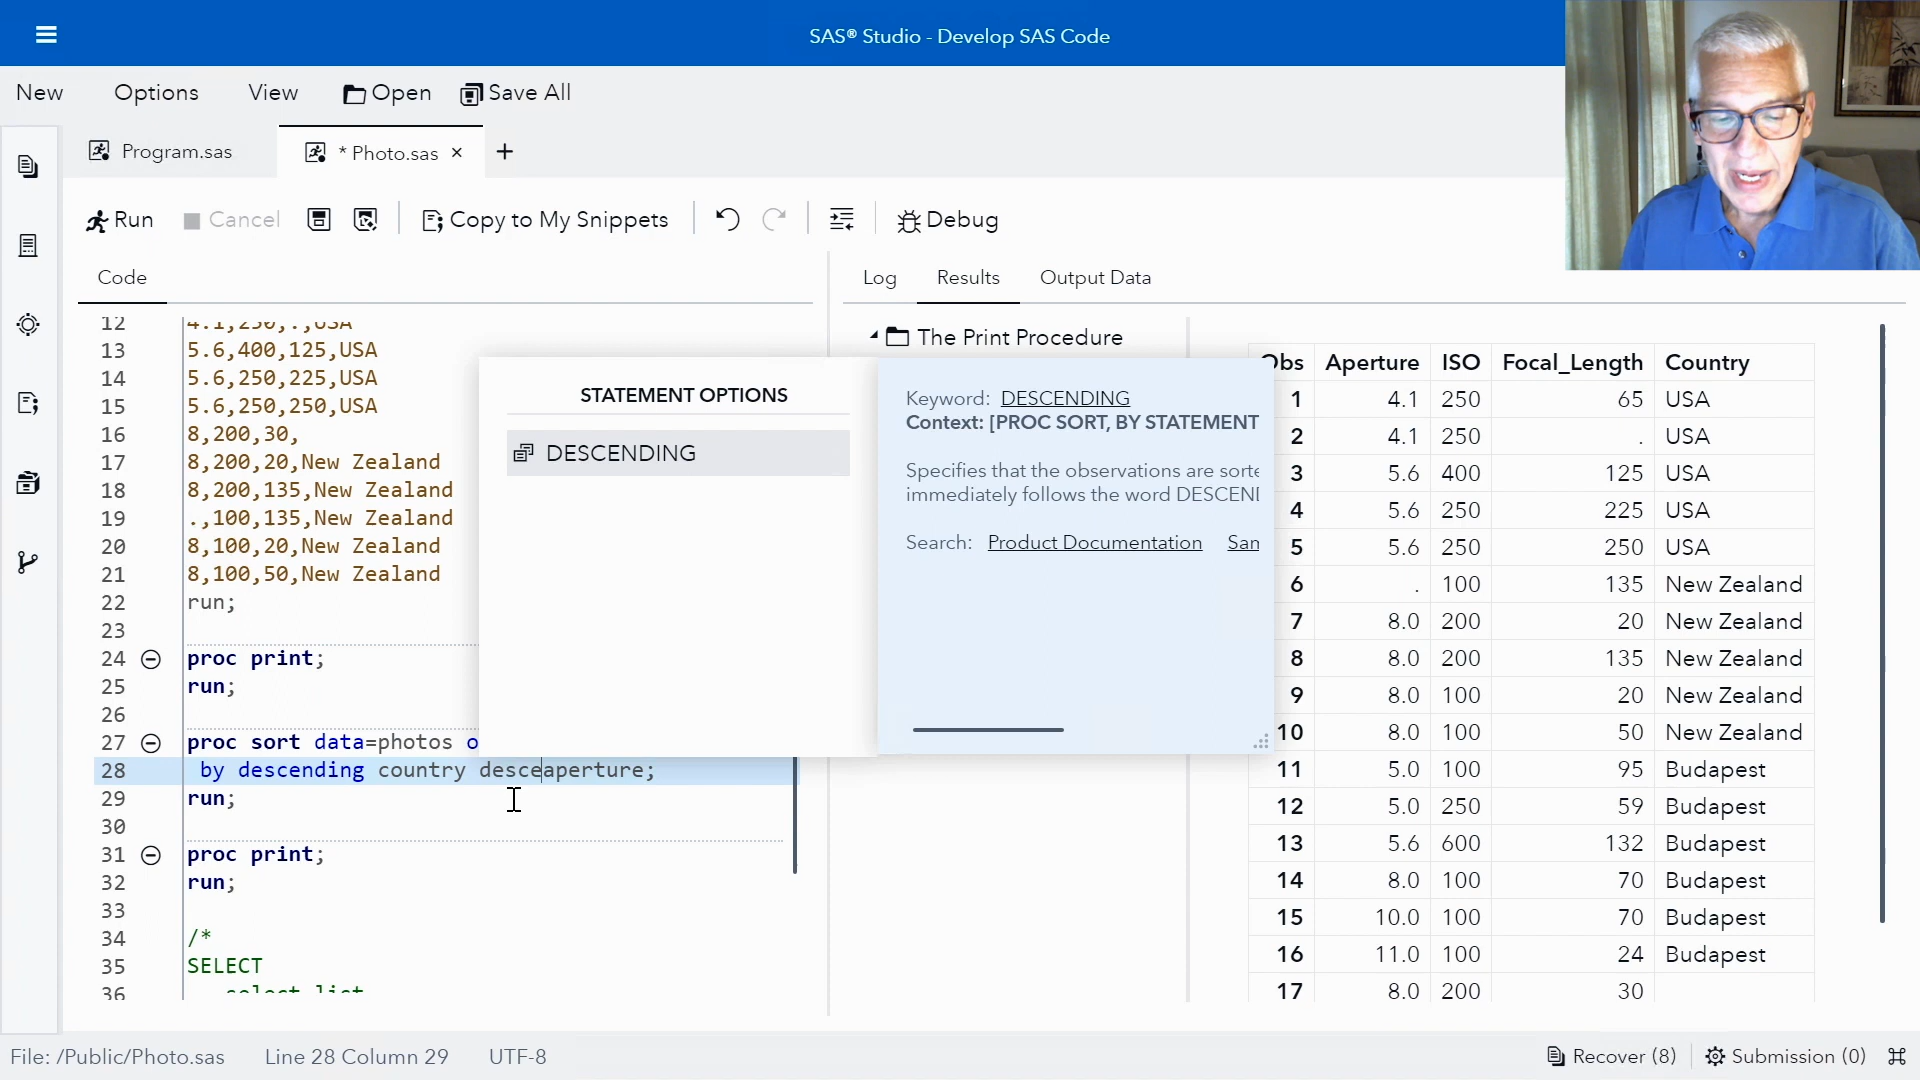 SAS® Studio - Develop SAS Code
New Options View Open Save All
Program.sas * Photo.sas × +
Run Cancel Copy to My Snippets Debug
Code
Log Results Output Data
12 4.1,250,.,USA
13 5.6,400,125,USA
14 5.6,250,225,USA
15 5.6,250,250,USA
16 8,200,30,
17 8,200,20,New Zealand
18 8,200,135,New Zealand
19 .,100,135,New Zealand
20 8,100,20,New Zealand
21 8,100,50,New Zealand
22 run;
23
24 proc print;
25 run;
26
27 proc sort data=photos o
28 by descending country desceaperture;
29 run;
30
31 proc print;
32 run;
33
34 /*
35 SELECT
36 select list
STATEMENT OPTIONS
DESCENDING
Keyword: DESCENDING
Context: [PROC SORT, BY STATEMENT
Specifies that the observations are sorte
immediately follows the word DESCEND
Search: Product Documentation Sam
The Print Procedure
Obs Aperture ISO Focal_Length Country
1 4.1 250 65 USA
2 4.1 250 . USA
3 5.6 400 125 USA
4 5.6 250 225 USA
5 5.6 250 250 USA
6 . 100 135 New Zealand
7 8.0 200 20 New Zealand
8 8.0 200 135 New Zealand
9 8.0 100 20 New Zealand
10 8.0 100 50 New Zealand
11 5.0 100 95 Budapest
12 5.0 250 59 Budapest
13 5.6 600 132 Budapest
14 8.0 100 70 Budapest
15 10.0 100 70 Budapest
16 11.0 100 24 Budapest
17 8.0 200 30
File: /Public/Photo.sas Line 28 Column 29 UTF-8
Recover (8) Submission (0)